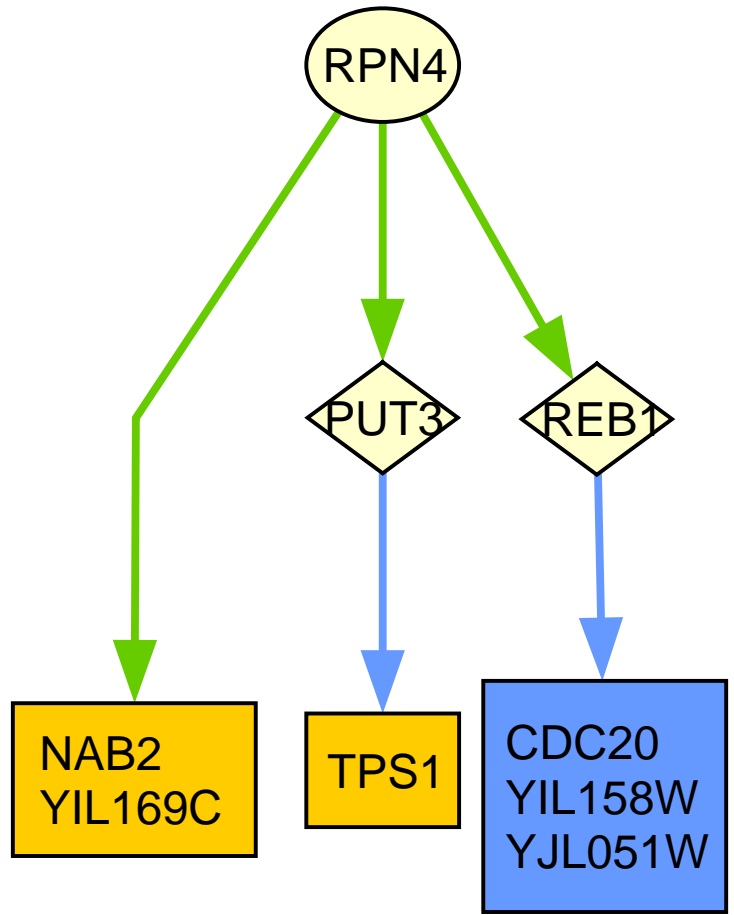 RPN4
PUT3
REB1
NAB2
YIL169C
TPS1
CDC20
YIL158W
YJL051W